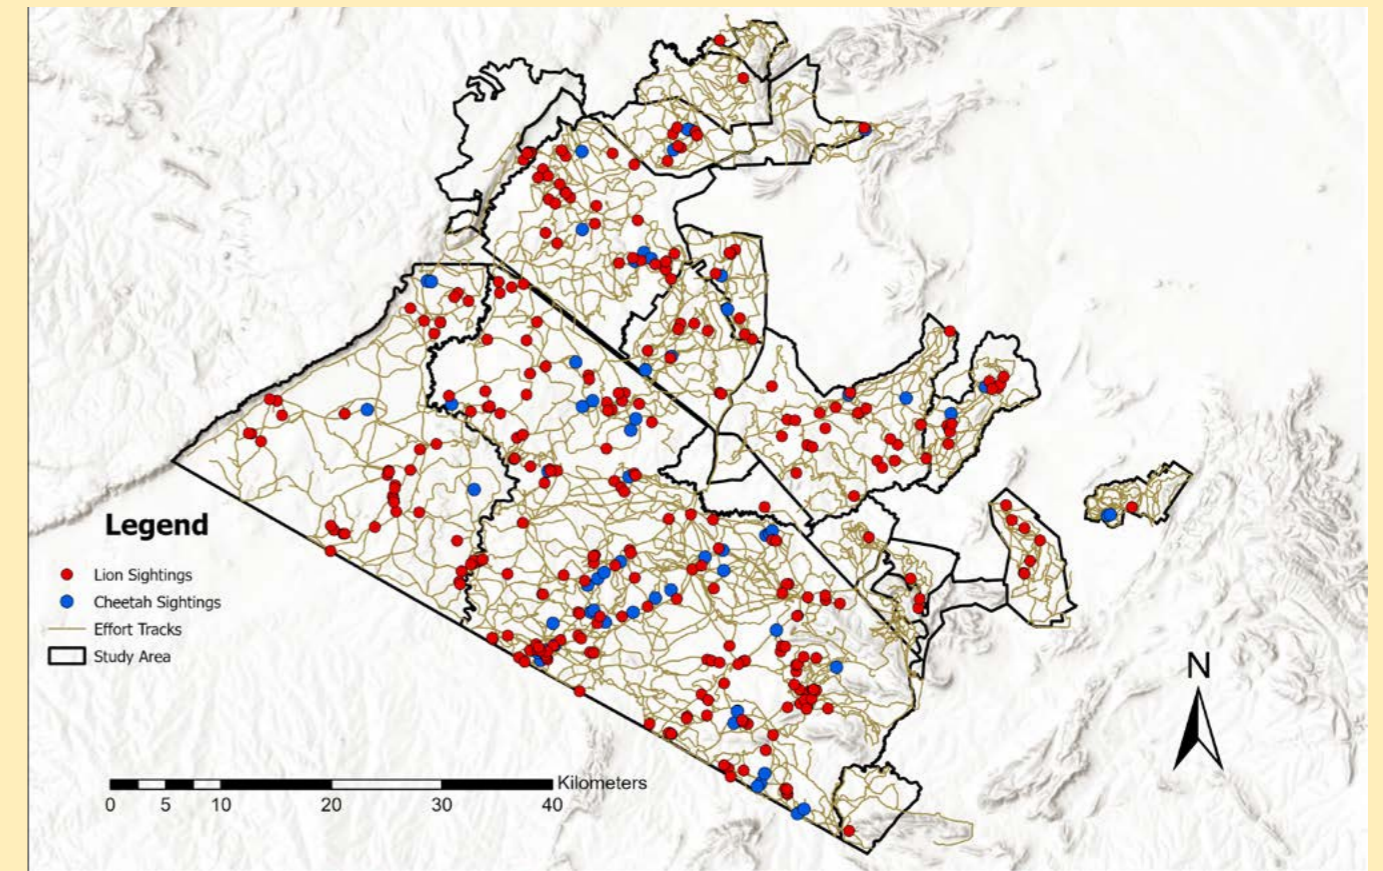 Legend
Lion Sightings
Cheetah Sightings
Effort Tracks
Study Area
N
Kilometers
0 5 10 20 30 40